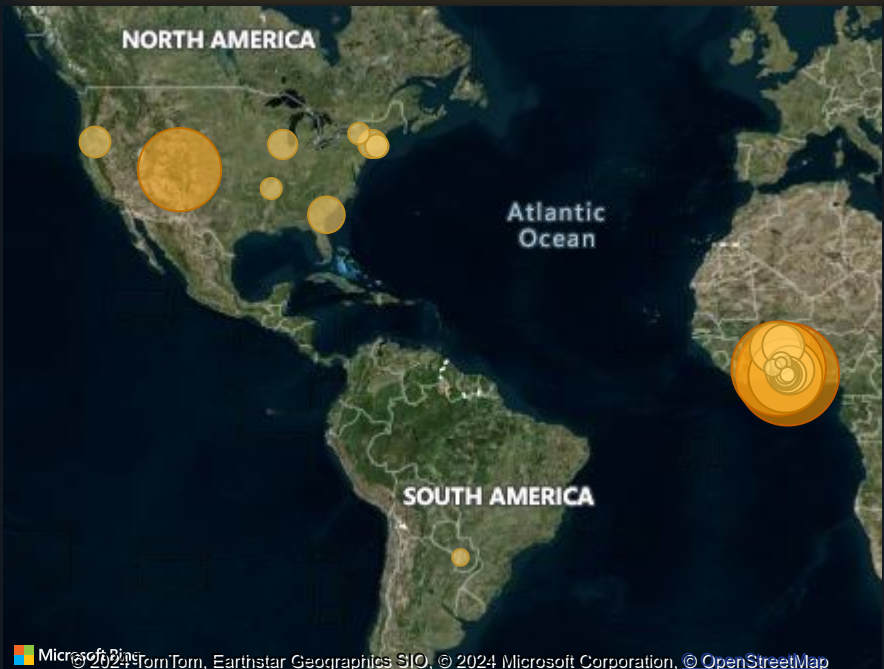 NORTH AMERICA
Atlantic
Ocean
SOUTH AMERICA
Microsoft Bing
© 2024 TomTom, Earthstar Geographics SIO, © 2024 Microsoft Corporation, © OpenStreetMap